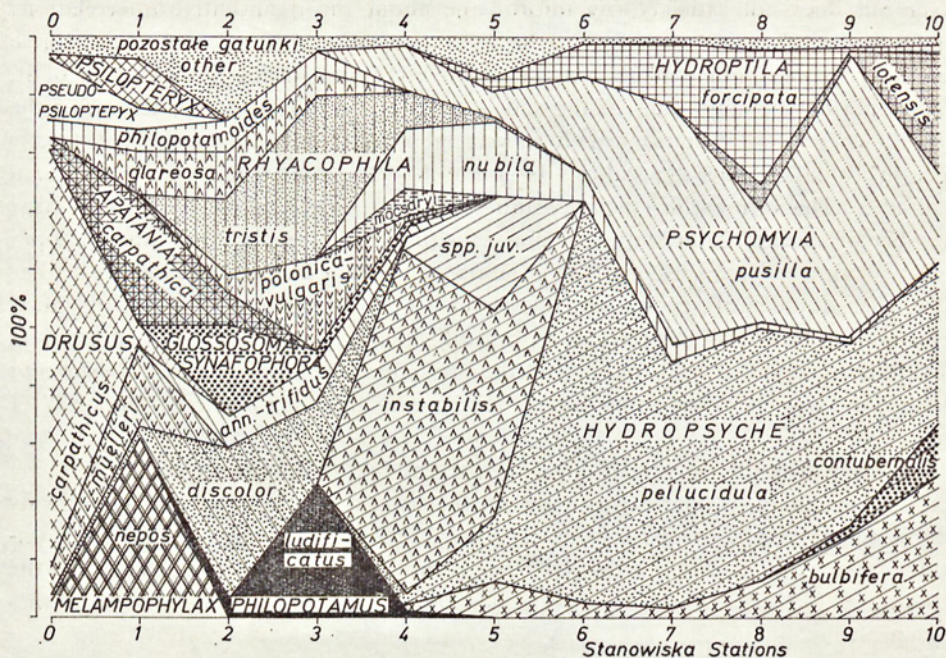 0 1 2 3 4 5 6 7 8 9 10
pozostałe gatunki
other
PSILOPTERYX
PSEUDO-
PSILOPTEPYX
philopotamoides
glareosa
RHYACOPHILA
nubila
HYDROPTILA
forcipata
lotensis
APATANIA
carpathica
tristis
polonica-
vulgaris
mocsaryi
spp. juv.
PSYCHOMYIA
pusilla
100%
DRUSUS
GLOSSOSOMA
SYNAFOPHORA
carpathicus
muelleri
ann.-trifidus
instabilis
HYDROPSYCHE
pellucidula
contubernalis
discolor
nepos
ludifi-
catus
bulbifera
MELAMPOPHYLAX
PHILOPOTAMUS
0 1 2 3 4 5 6 7 8 9 10
Stanowiska Stations